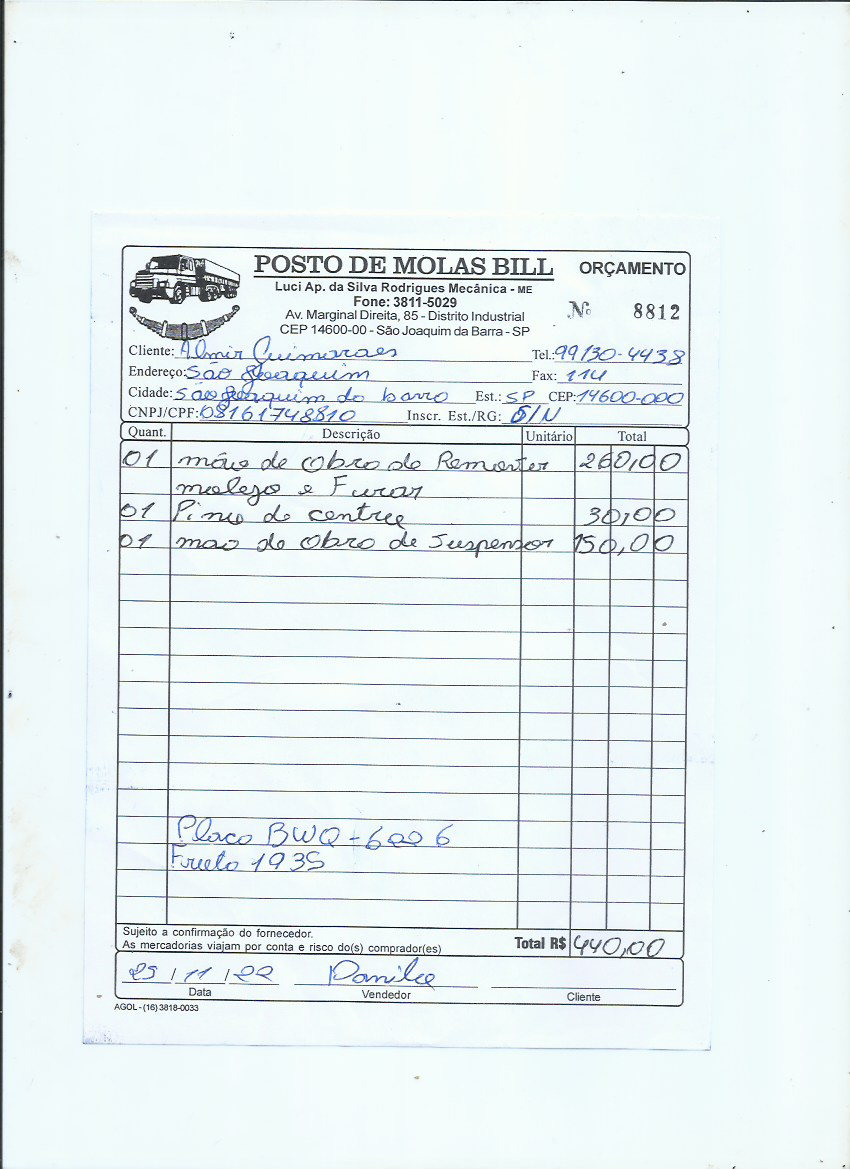 POSTO DE MOLAS BILL
ORÇAMENTO
Luci Ap. da Silva Rodrigues Mecânica - ME
Fone: 3811-5029
Av. Marginal Direita, 85 - Distrito Industrial
CEP 14600-00 - São Joaquim da Barra - SP
Nº 8812
Cliente: Almir Guimaraes Tel.: 99130-4438
Endereço: São Joaquim Fax: 114
Cidade: São Joaquim da barra Est.: SP CEP: 14600-000
CNPJ/CPF: 08161748810 Inscr. Est./RG: S/N
Quant. Descrição Unitário Total
01 mão de Obra de Remonter 260,00
molejo e Furar
01 Pino de centro 30,00
01 mao de Obra de Suspensor 150,00
Placa BWQ-6006
1935
Sujeito a confirmação do fornecedor.
As mercadorias viajam por conta e risco do(s) comprador(es)
Total R$ 440,00
25/11/22 Danila
Data Vendedor Cliente
AGOL - (16) 3818-0033